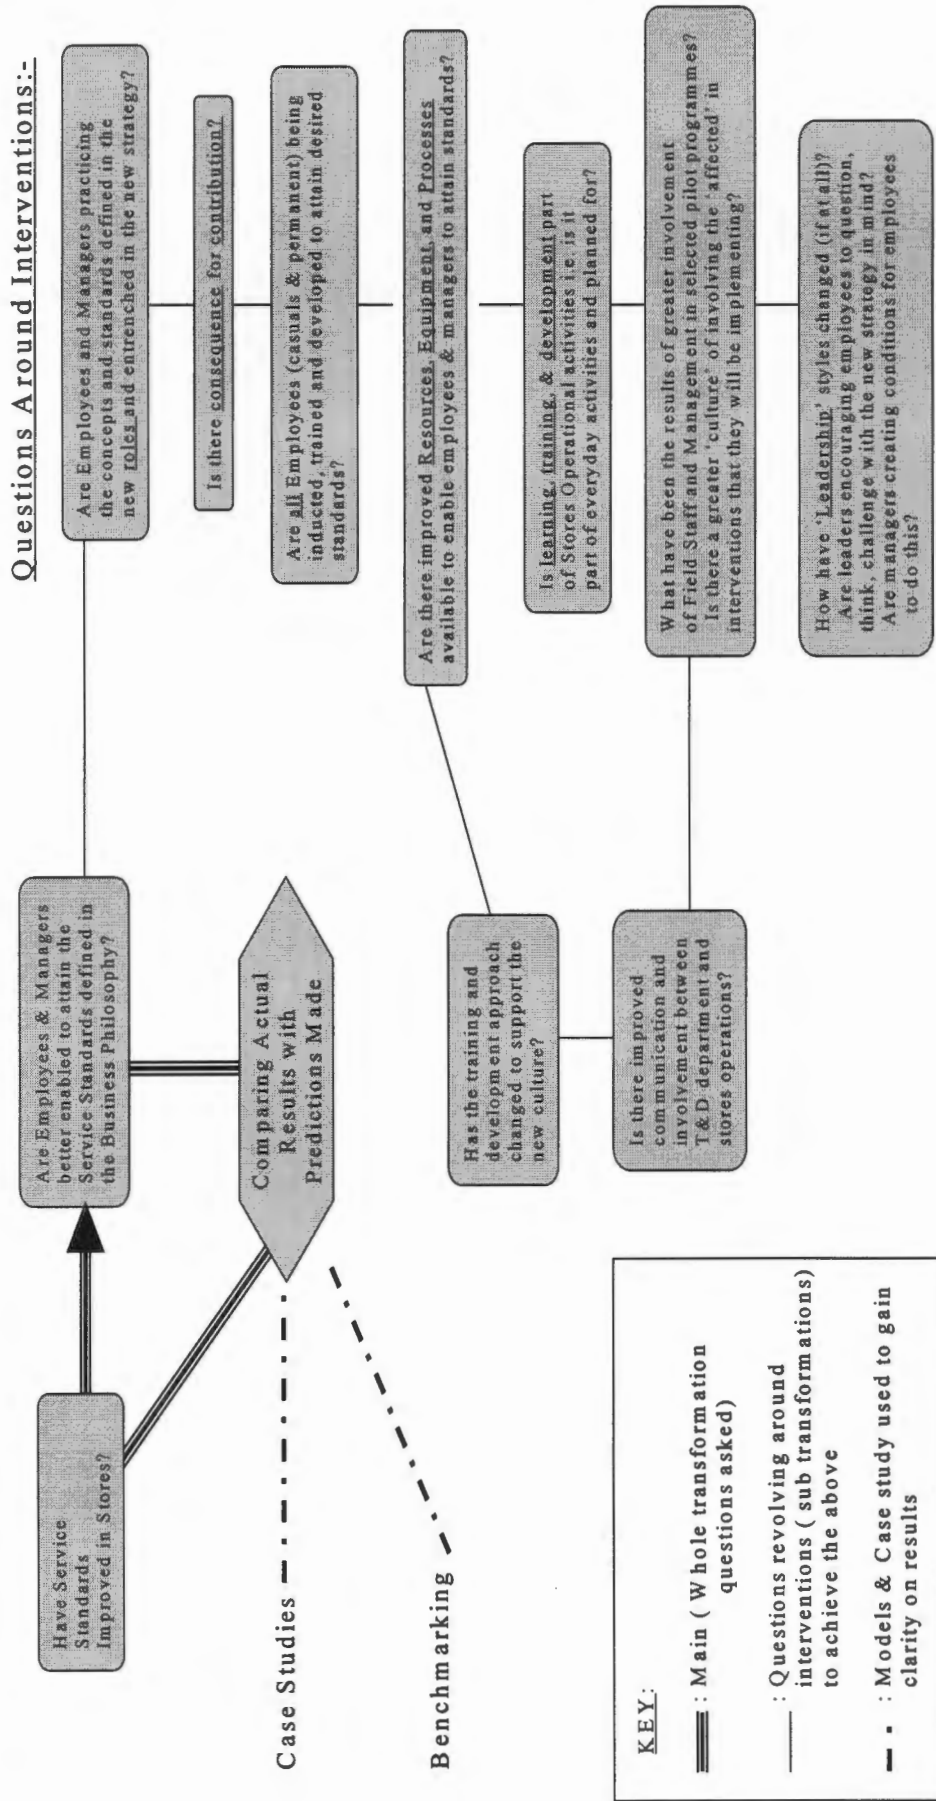 Questions Around Interventions:-
Have Service
Standards
Improved in Stores?
Are Employees & Managers
better enabled to attain the
Service Standards defined in
the Business Philosophy?
Comparing Actual
Results with
Predictions Made
Case Studies
Benchmarking
Are Employees and Managers practicing
the concepts and standards defined in the
new roles and entrenched in the new strategy?
Is there consequence for contribution?
Are all Employees (casuals & permanent) being
inducted, trained and developed to attain desired
standards?
Are there improved Resources, Equipment, and Processes
available to enable employees & managers to attain standards?
Is learning, training, & development part
of Stores Operational activities i.e. is it
part of everyday activities and planned for?
What have been the results of greater involvement
of Field Staff and Management in selected pilot programmes?
Is there a greater 'culture' of involving the 'affected' in
interventions that they will be implementing?
How have 'Leadership' styles changed (if at all)?
Are leaders encouraging employees to question,
think, challenge with the new strategy in mind?
Are managers creating conditions for employees
to do this?
Has the training and
development approach
changed to support the
new culture?
Is there improved
communication and
involvement between
T&D department and
stores operations?
KEY:
: Main ( Whole transformation
questions asked)
: Questions revolving around
interventions ( sub transformations)
to achieve the above
: Models & Case study used to gain
clarity on results